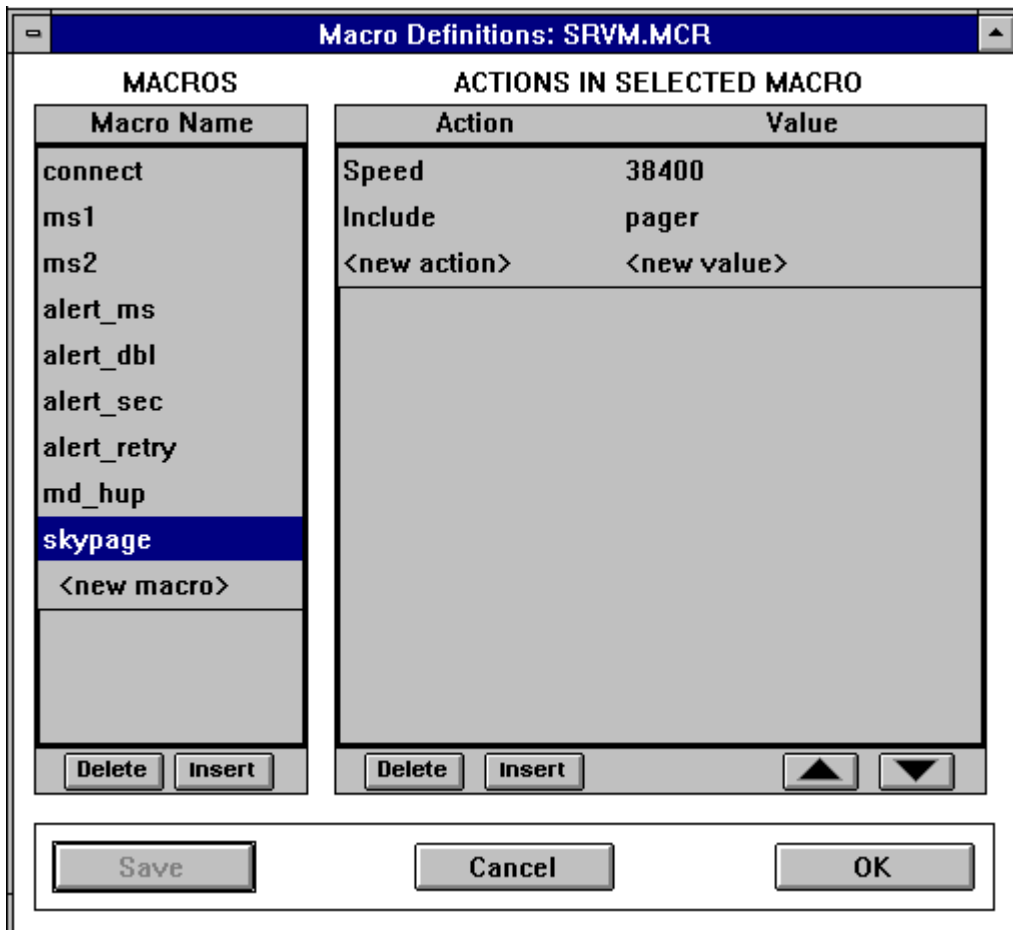 Macro Definitions: SRVM.MCR
MACROS
Macro Name
connect
ms1
ms2
alert_ms
alert_dbl
alert_sec
alert_retry
md_hup
skypage
<new macro>
Delete Insert
ACTIONS IN SELECTED MACRO
Action Value
Speed 38400
Include pager
<new action> <new value>
Delete Insert
Save Cancel OK